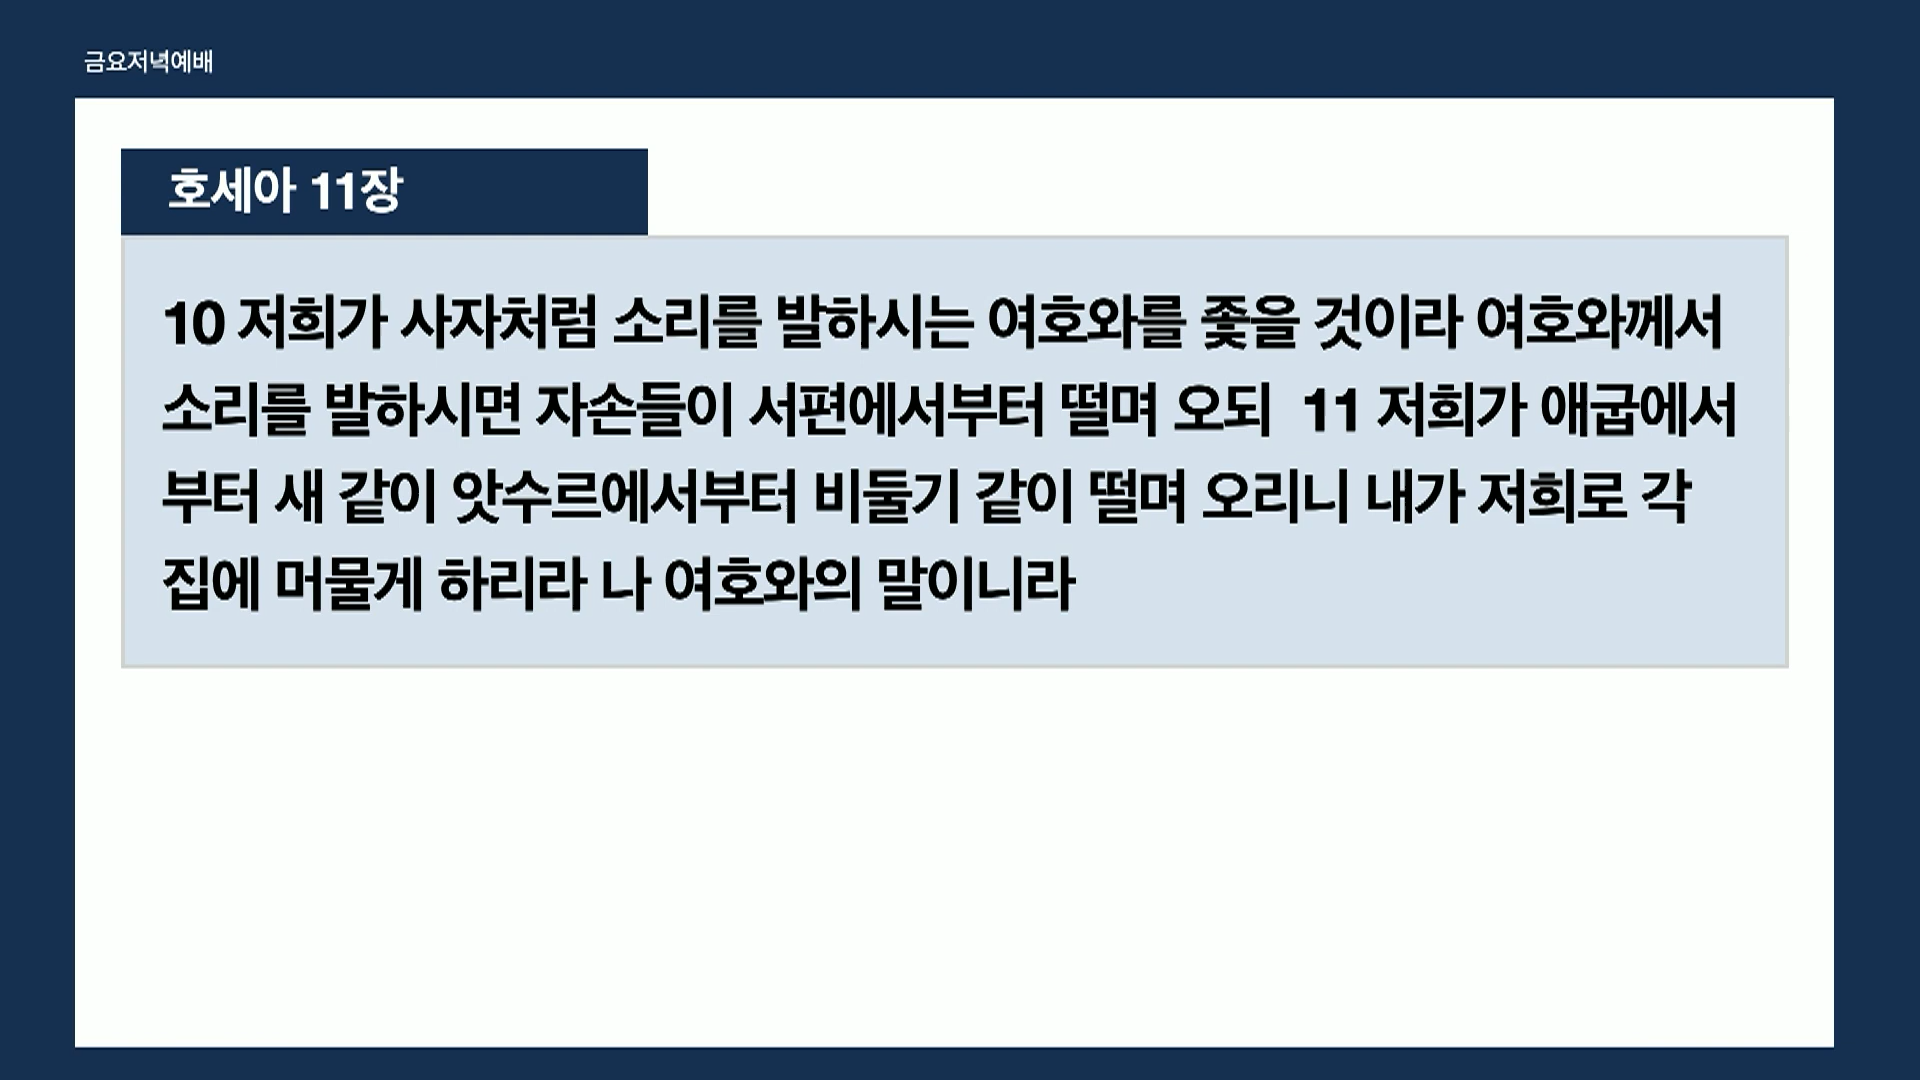 금요저녁예배
호세아 11장
10 저희가 사자처럼 소리를 발하시는 여호와를 좇을 것이라 여호와께서
소리를 발하시면 자손들이 서편에서부터 떨며 오되 11 저희가 애굽에서
부터 새 같이 앗수르에서부터 비둘기 같이 떨며 오리니 내가 저희로 각
집에 머물게 하리라 나 여호와의 말이니라